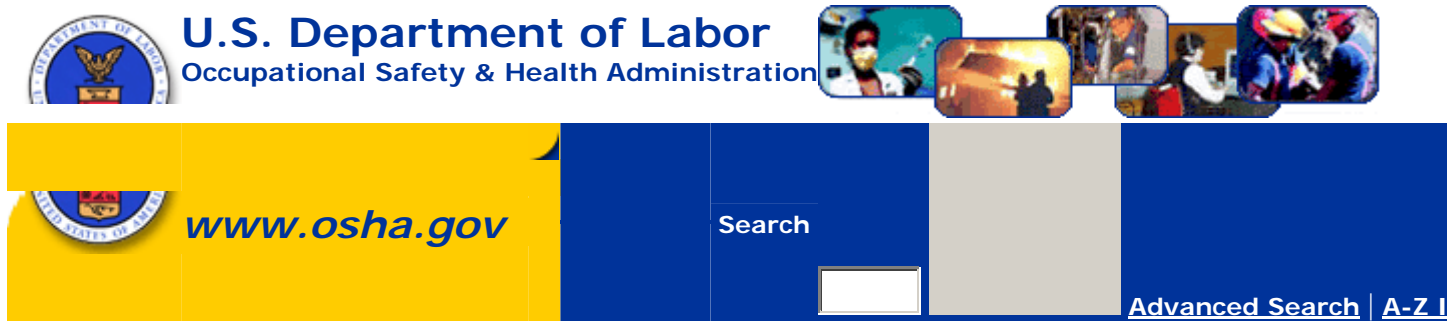 U.S. Department of Labor
Occupational Safety & Health Administration
www.osha.gov
Search
Advanced Search | A-Z I